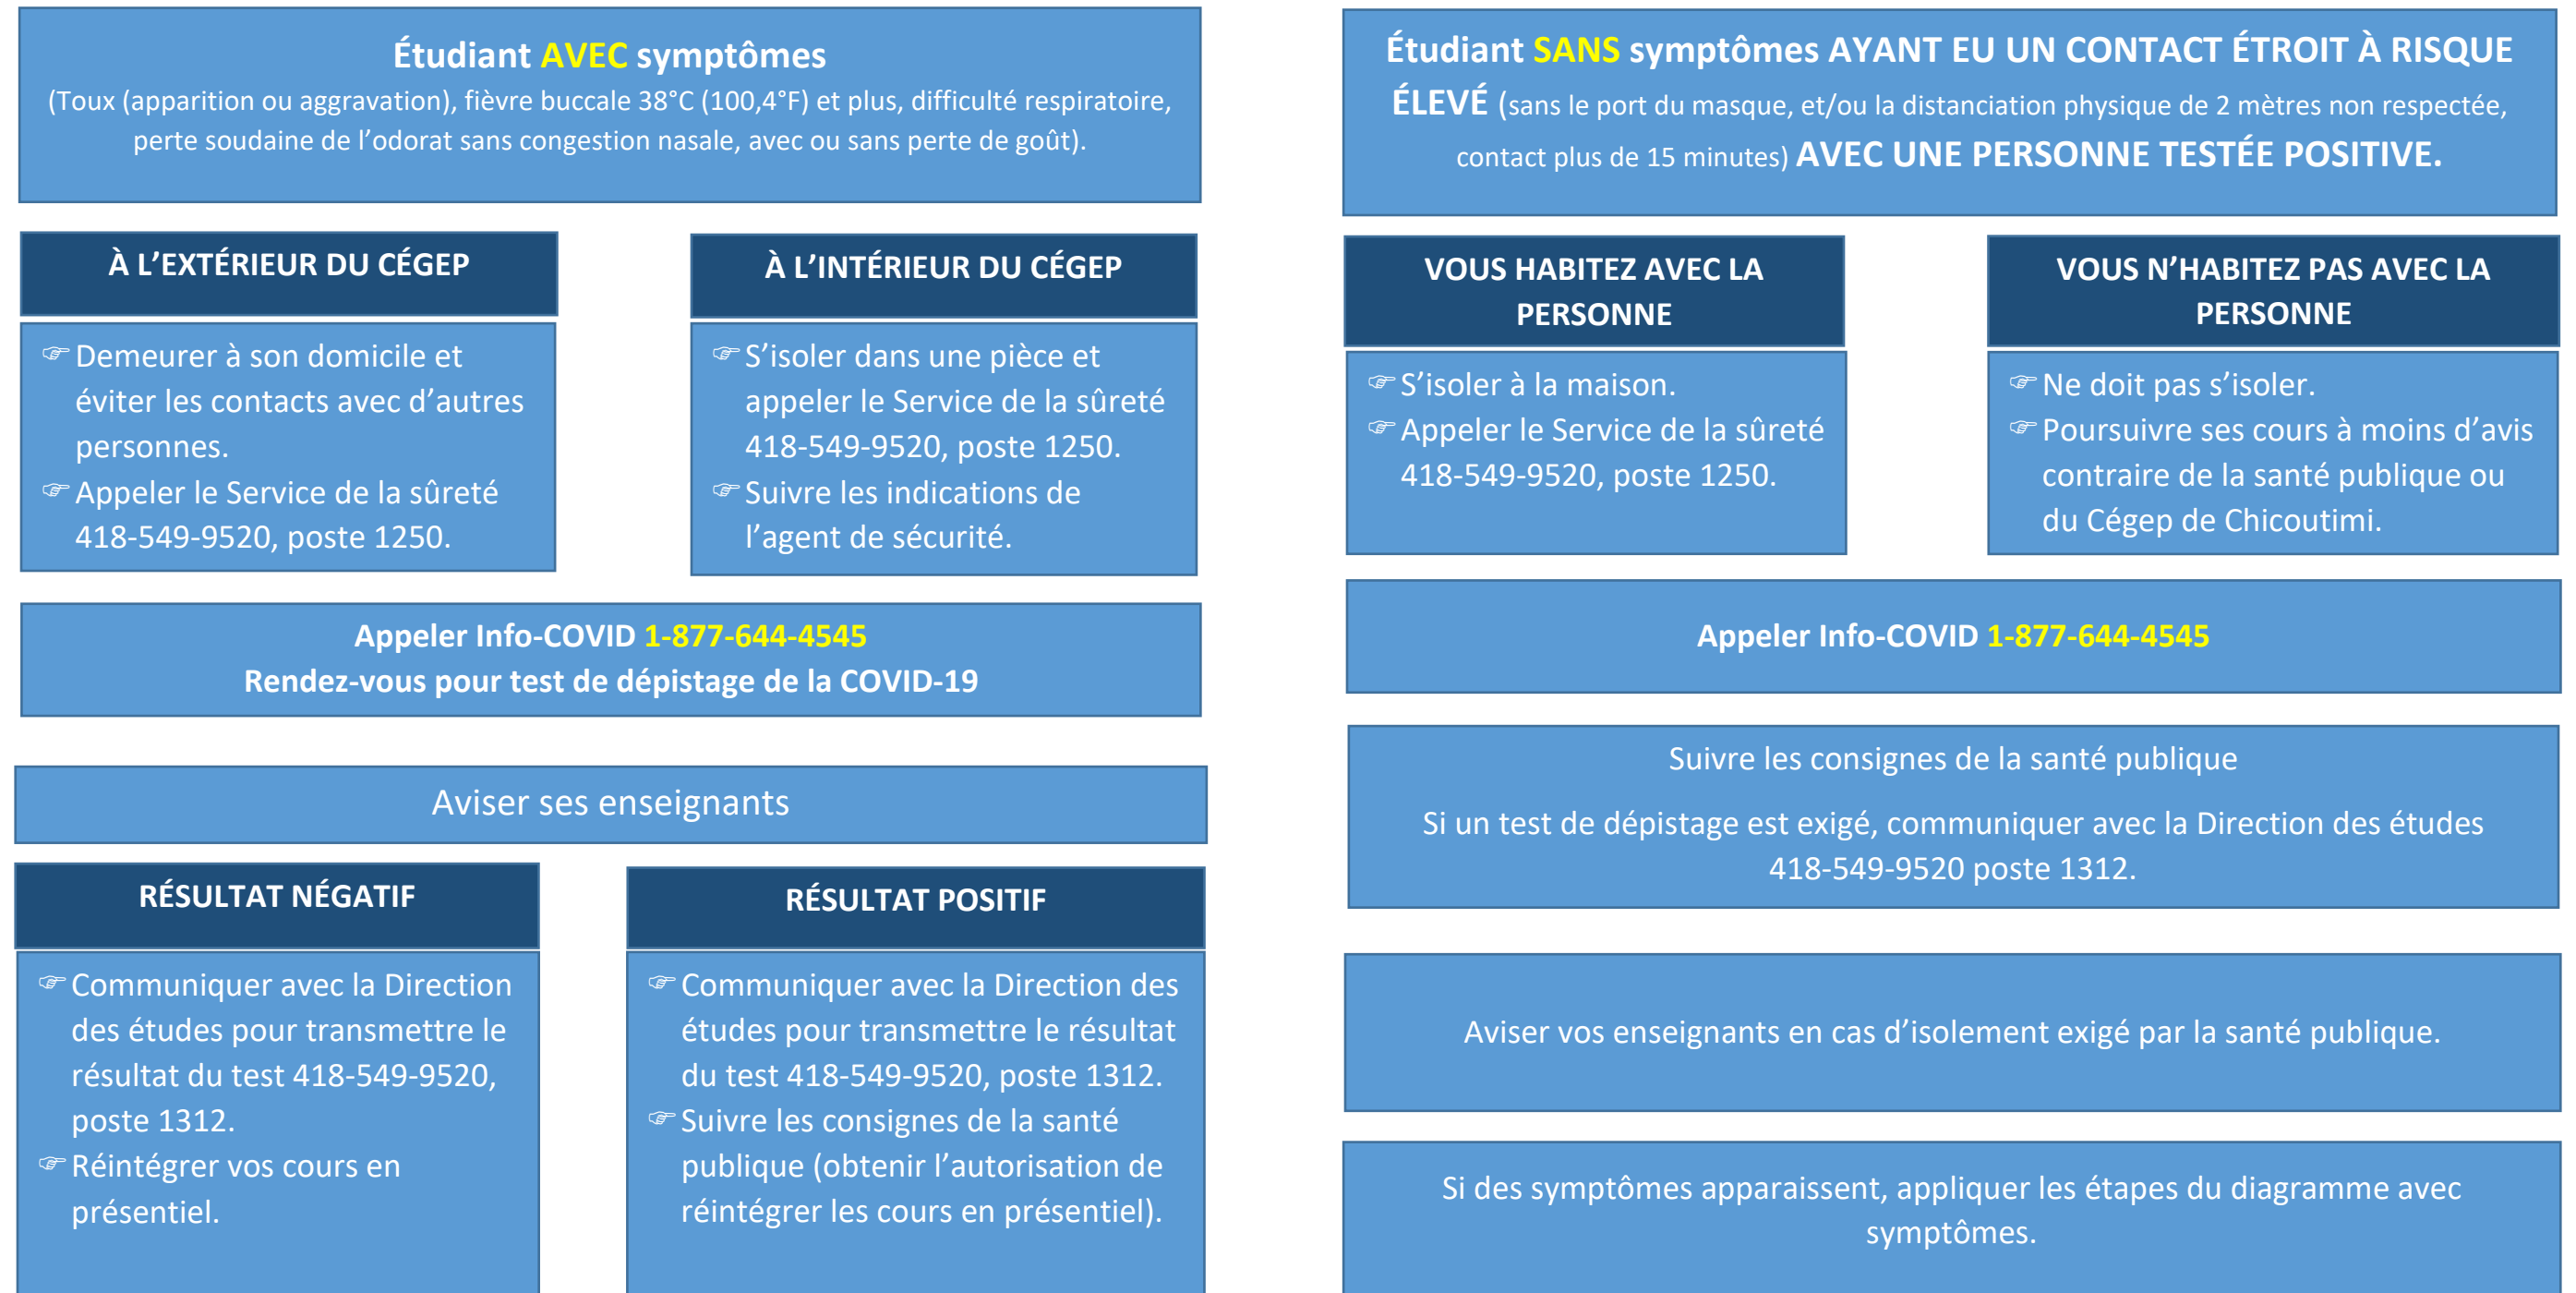 Étudiant AVEC symptômes
(Toux (apparition ou aggravation), fièvre buccale 38°C (100,4°F) et plus, difficulté respiratoire,
perte soudaine de l’odorat sans congestion nasale, avec ou sans perte de goût).
À L’EXTÉRIEUR DU CÉGEP
☞ Demeurer à son domicile et
éviter les contacts avec d’autres
personnes.
☞ Appeler le Service de la sûreté
418-549-9520, poste 1250.
À L’INTÉRIEUR DU CÉGEP
☞ S’isoler dans une pièce et
appeler le Service de la sûreté
418-549-9520, poste 1250.
☞ Suivre les indications de
l’agent de sécurité.
Appeler Info-COVID 1-877-644-4545
Rendez-vous pour test de dépistage de la COVID-19
Aviser ses enseignants
RÉSULTAT NÉGATIF
☞ Communiquer avec la Direction
des études pour transmettre le
résultat du test 418-549-9520,
poste 1312.
☞ Réintégrer vos cours en
présentiel.
RÉSULTAT POSITIF
☞ Communiquer avec la Direction des
études pour transmettre le résultat
du test 418-549-9520, poste 1312.
☞ Suivre les consignes de la santé
publique (obtenir l’autorisation de
réintégrer les cours en présentiel).
Étudiant SANS symptômes AYANT EU UN CONTACT ÉTROIT À RISQUE
ÉLEVÉ (sans le port du masque, et/ou la distanciation physique de 2 mètres non respectée,
contact plus de 15 minutes) AVEC UNE PERSONNE TESTÉE POSITIVE.
VOUS HABITEZ AVEC LA
PERSONNE
☞ S’isoler à la maison.
☞ Appeler le Service de la sûreté
418-549-9520, poste 1250.
VOUS N’HABITEZ PAS AVEC LA
PERSONNE
☞ Ne doit pas s’isoler.
☞ Poursuivre ses cours à moins d’avis
contraire de la santé publique ou
du Cégep de Chicoutimi.
Appeler Info-COVID 1-877-644-4545
Suivre les consignes de la santé publique
Si un test de dépistage est exigé, communiquer avec la Direction des études
418-549-9520 poste 1312.
Aviser vos enseignants en cas d’isolement exigé par la santé publique.
Si des symptômes apparaissent, appliquer les étapes du diagramme avec
symptômes.